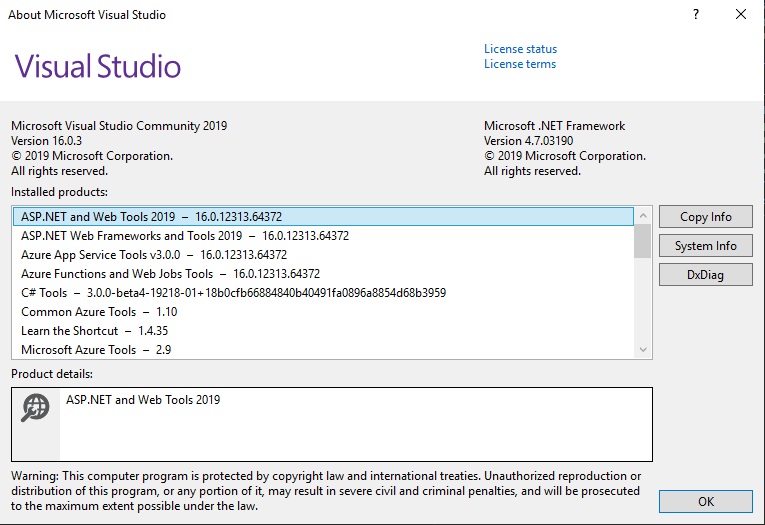 About Microsoft Visual Studio
?
Visual Studio
License status
License terms
Microsoft Visual Studio Community 2019
Version 16.0.3
© 2019 Microsoft Corporation.
All rights reserved.
Microsoft .NET Framework
Version 4.7.03190
© 2019 Microsoft Corporation.
All rights reserved.
Installed products:
ASP.NET and Web Tools 2019 – 16.0.12313.64372
ASP.NET Web Frameworks and Tools 2019 – 16.0.12313.64372
Azure App Service Tools v3.0.0 – 16.0.12313.64372
Azure Functions and Web Jobs Tools – 16.0.12313.64372
C# Tools – 3.0.0-beta4-19218-01+18b0cfb66884840b40491fa0896a8854d68b3959
Common Azure Tools – 1.10
Learn the Shortcut – 1.4.35
Microsoft Azure Tools – 2.9
Copy Info
System Info
DxDiag
Product details:
ASP.NET and Web Tools 2019
Warning: This computer program is protected by copyright law and international treaties. Unauthorized reproduction or
distribution of this program, or any portion of it, may result in severe civil and criminal penalties, and will be prosecuted
to the maximum extent possible under the law.
OK